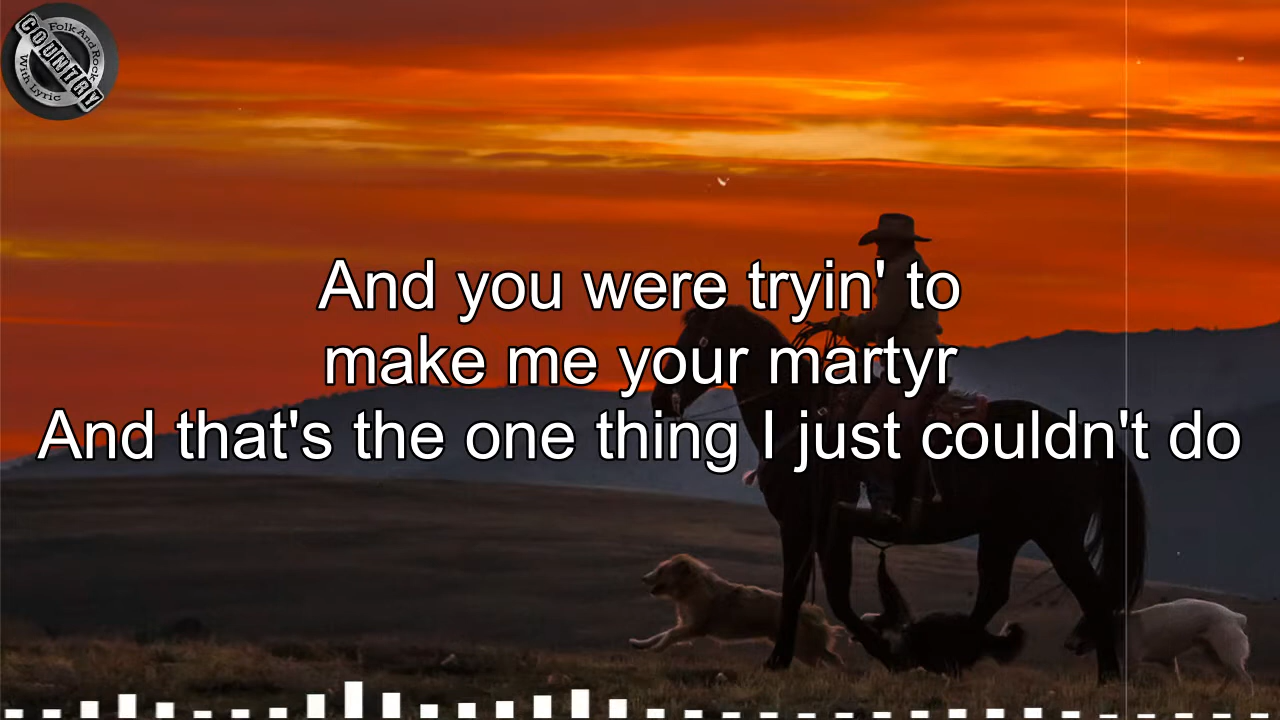 Folk And Rock
COUNTRY
With Lyric
And you were tryin' to
make me your martyr
And that's the one thing I just couldn't do